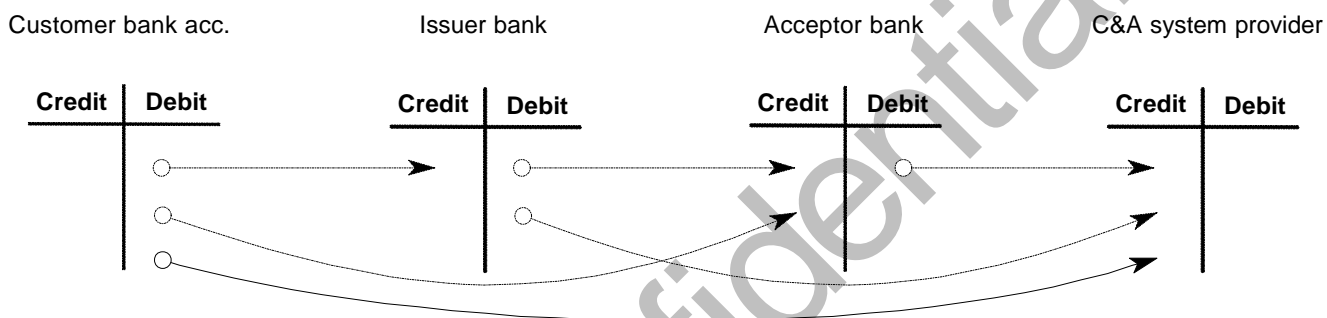 Customer bank acc. Issuer bank Acceptor bank C&A system provider
Credit Debit Credit Debit Credit Debit Credit Debit